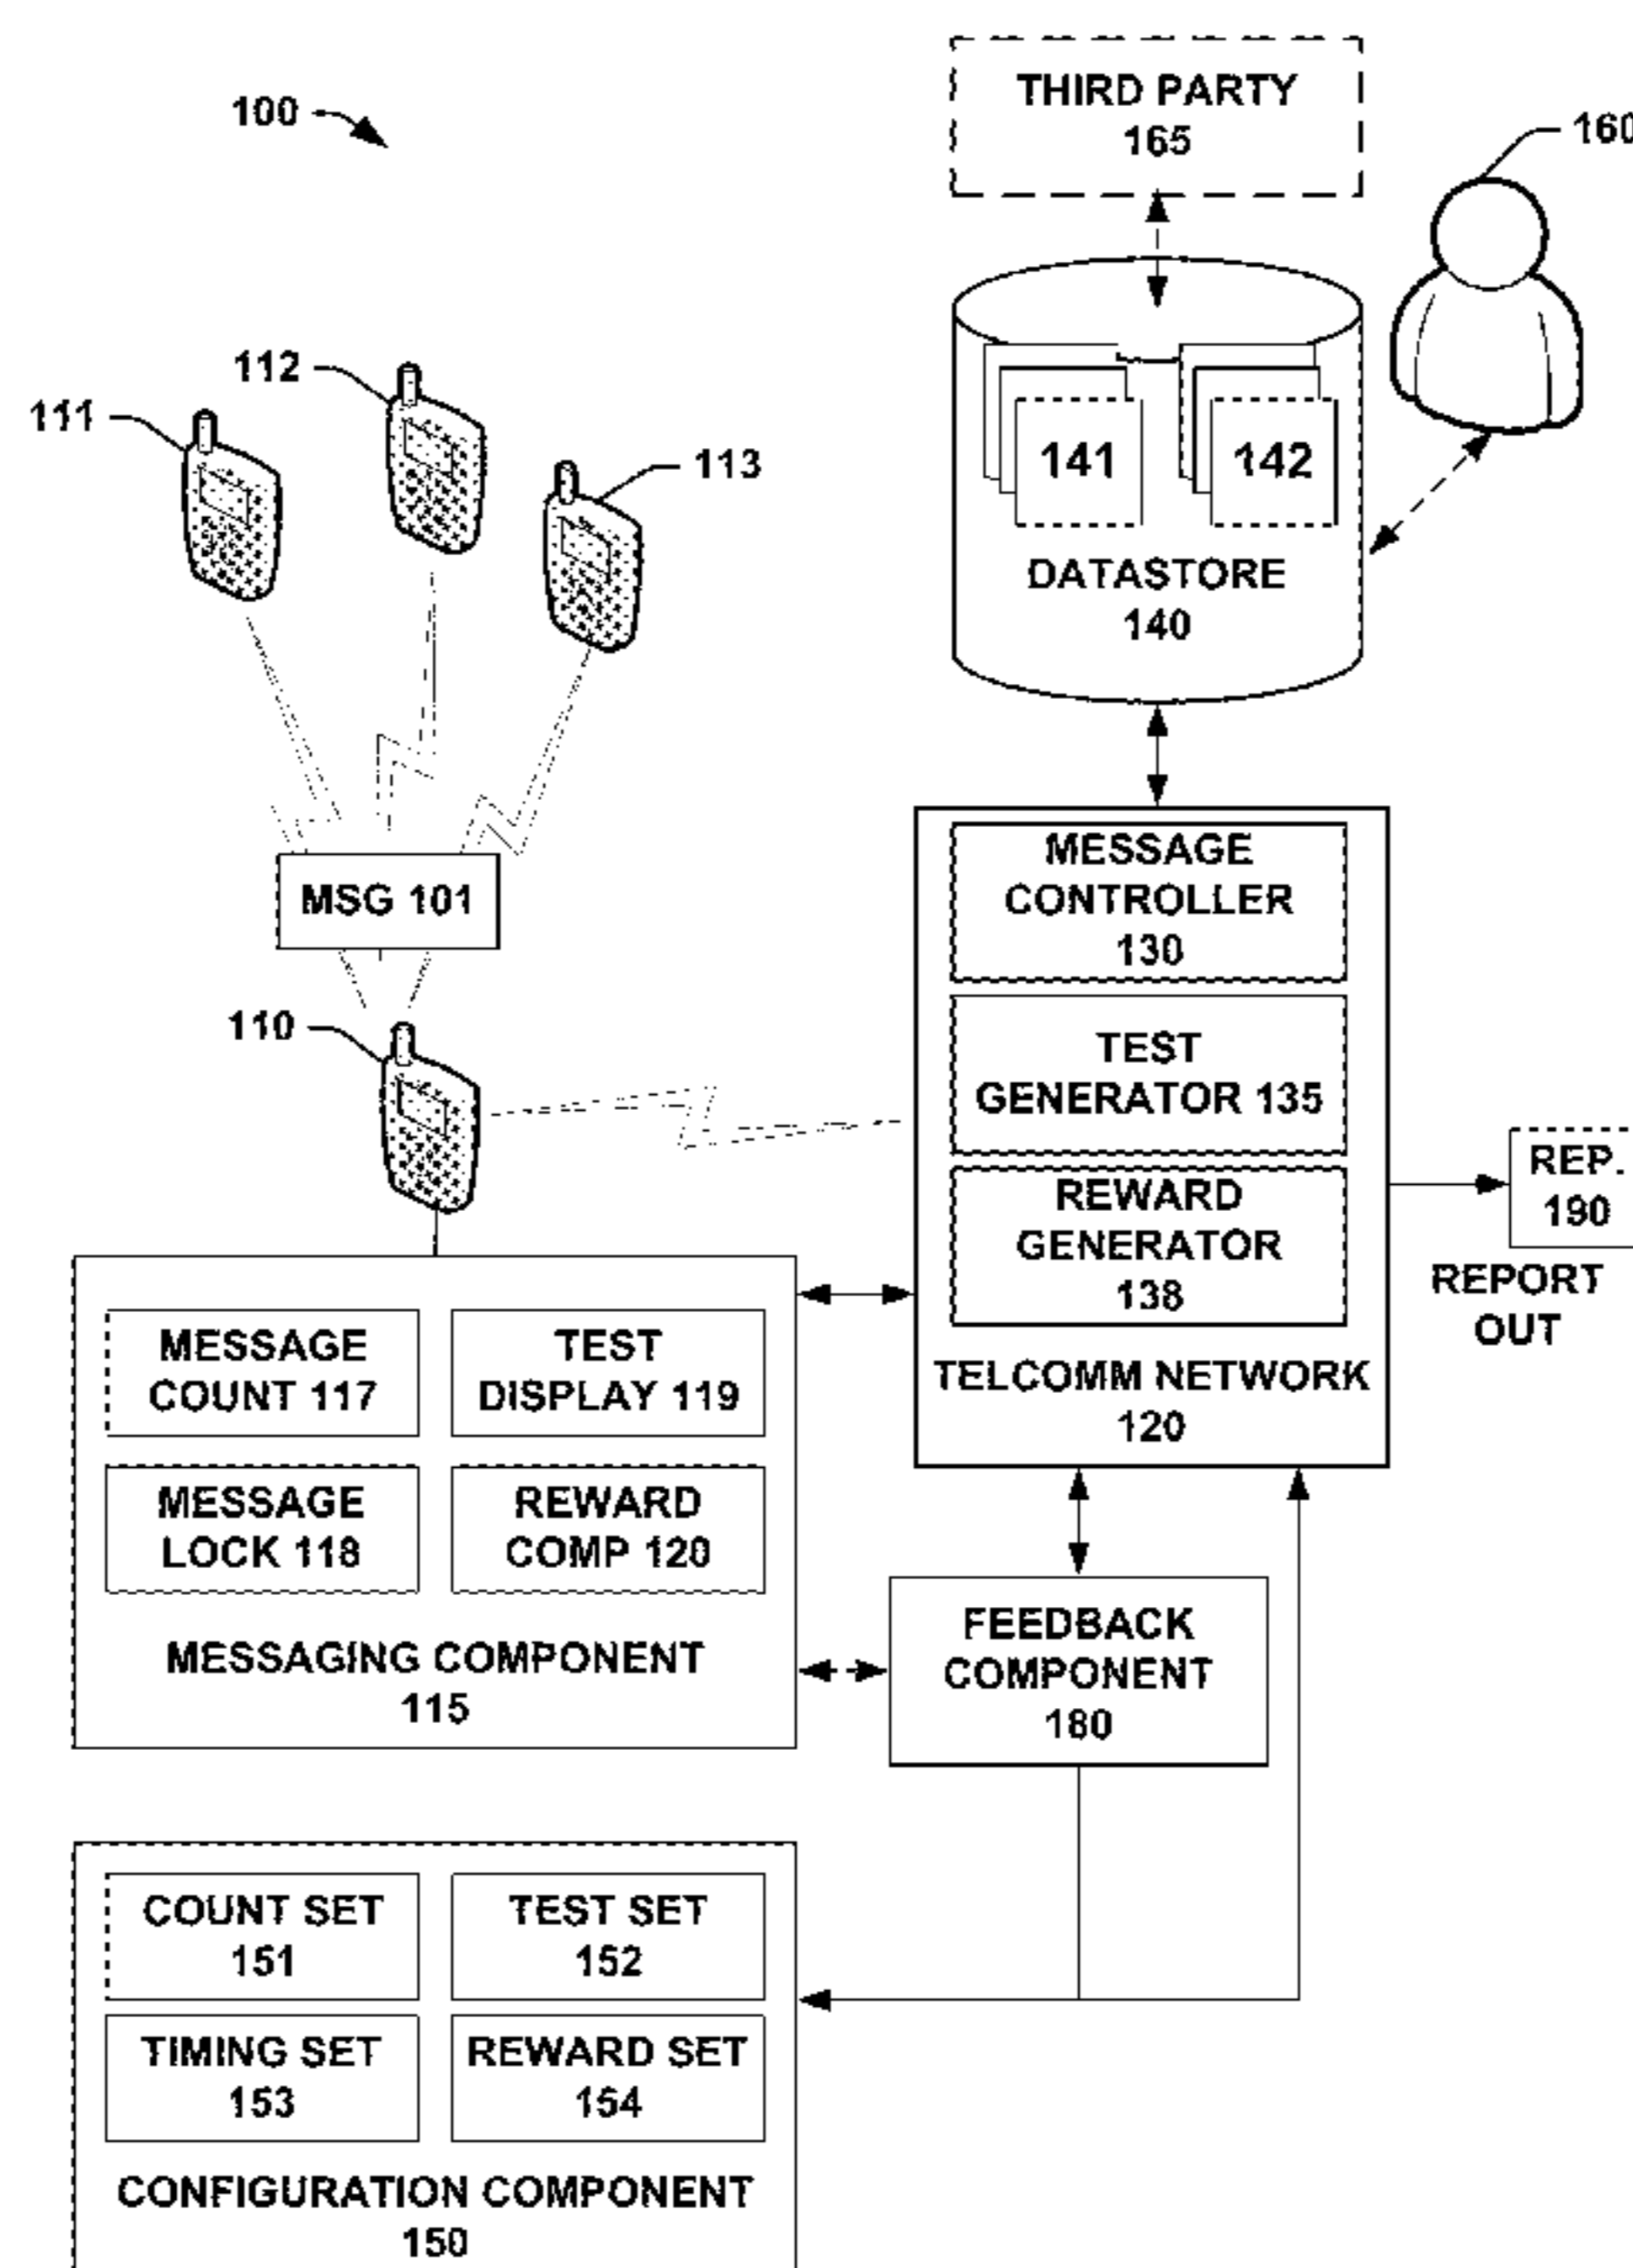 100
THIRD PARTY
165
160
112
111
113
141
142
DATASTORE
140
MSG 101
MESSAGE
CONTROLLER
130
110
TEST
GENERATOR 135
REWARD
GENERATOR
138
TELCOMM NETWORK
120
REP.
190
REPORT
OUT
MESSAGE
COUNT 117
TEST
DISPLAY 119
MESSAGE
LOCK 118
REWARD
COMP 120
MESSAGING COMPONENT
115
FEEDBACK
COMPONENT
180
COUNT SET
151
TEST SET
152
TIMING SET
153
REWARD SET
154
CONFIGURATION COMPONENT
150